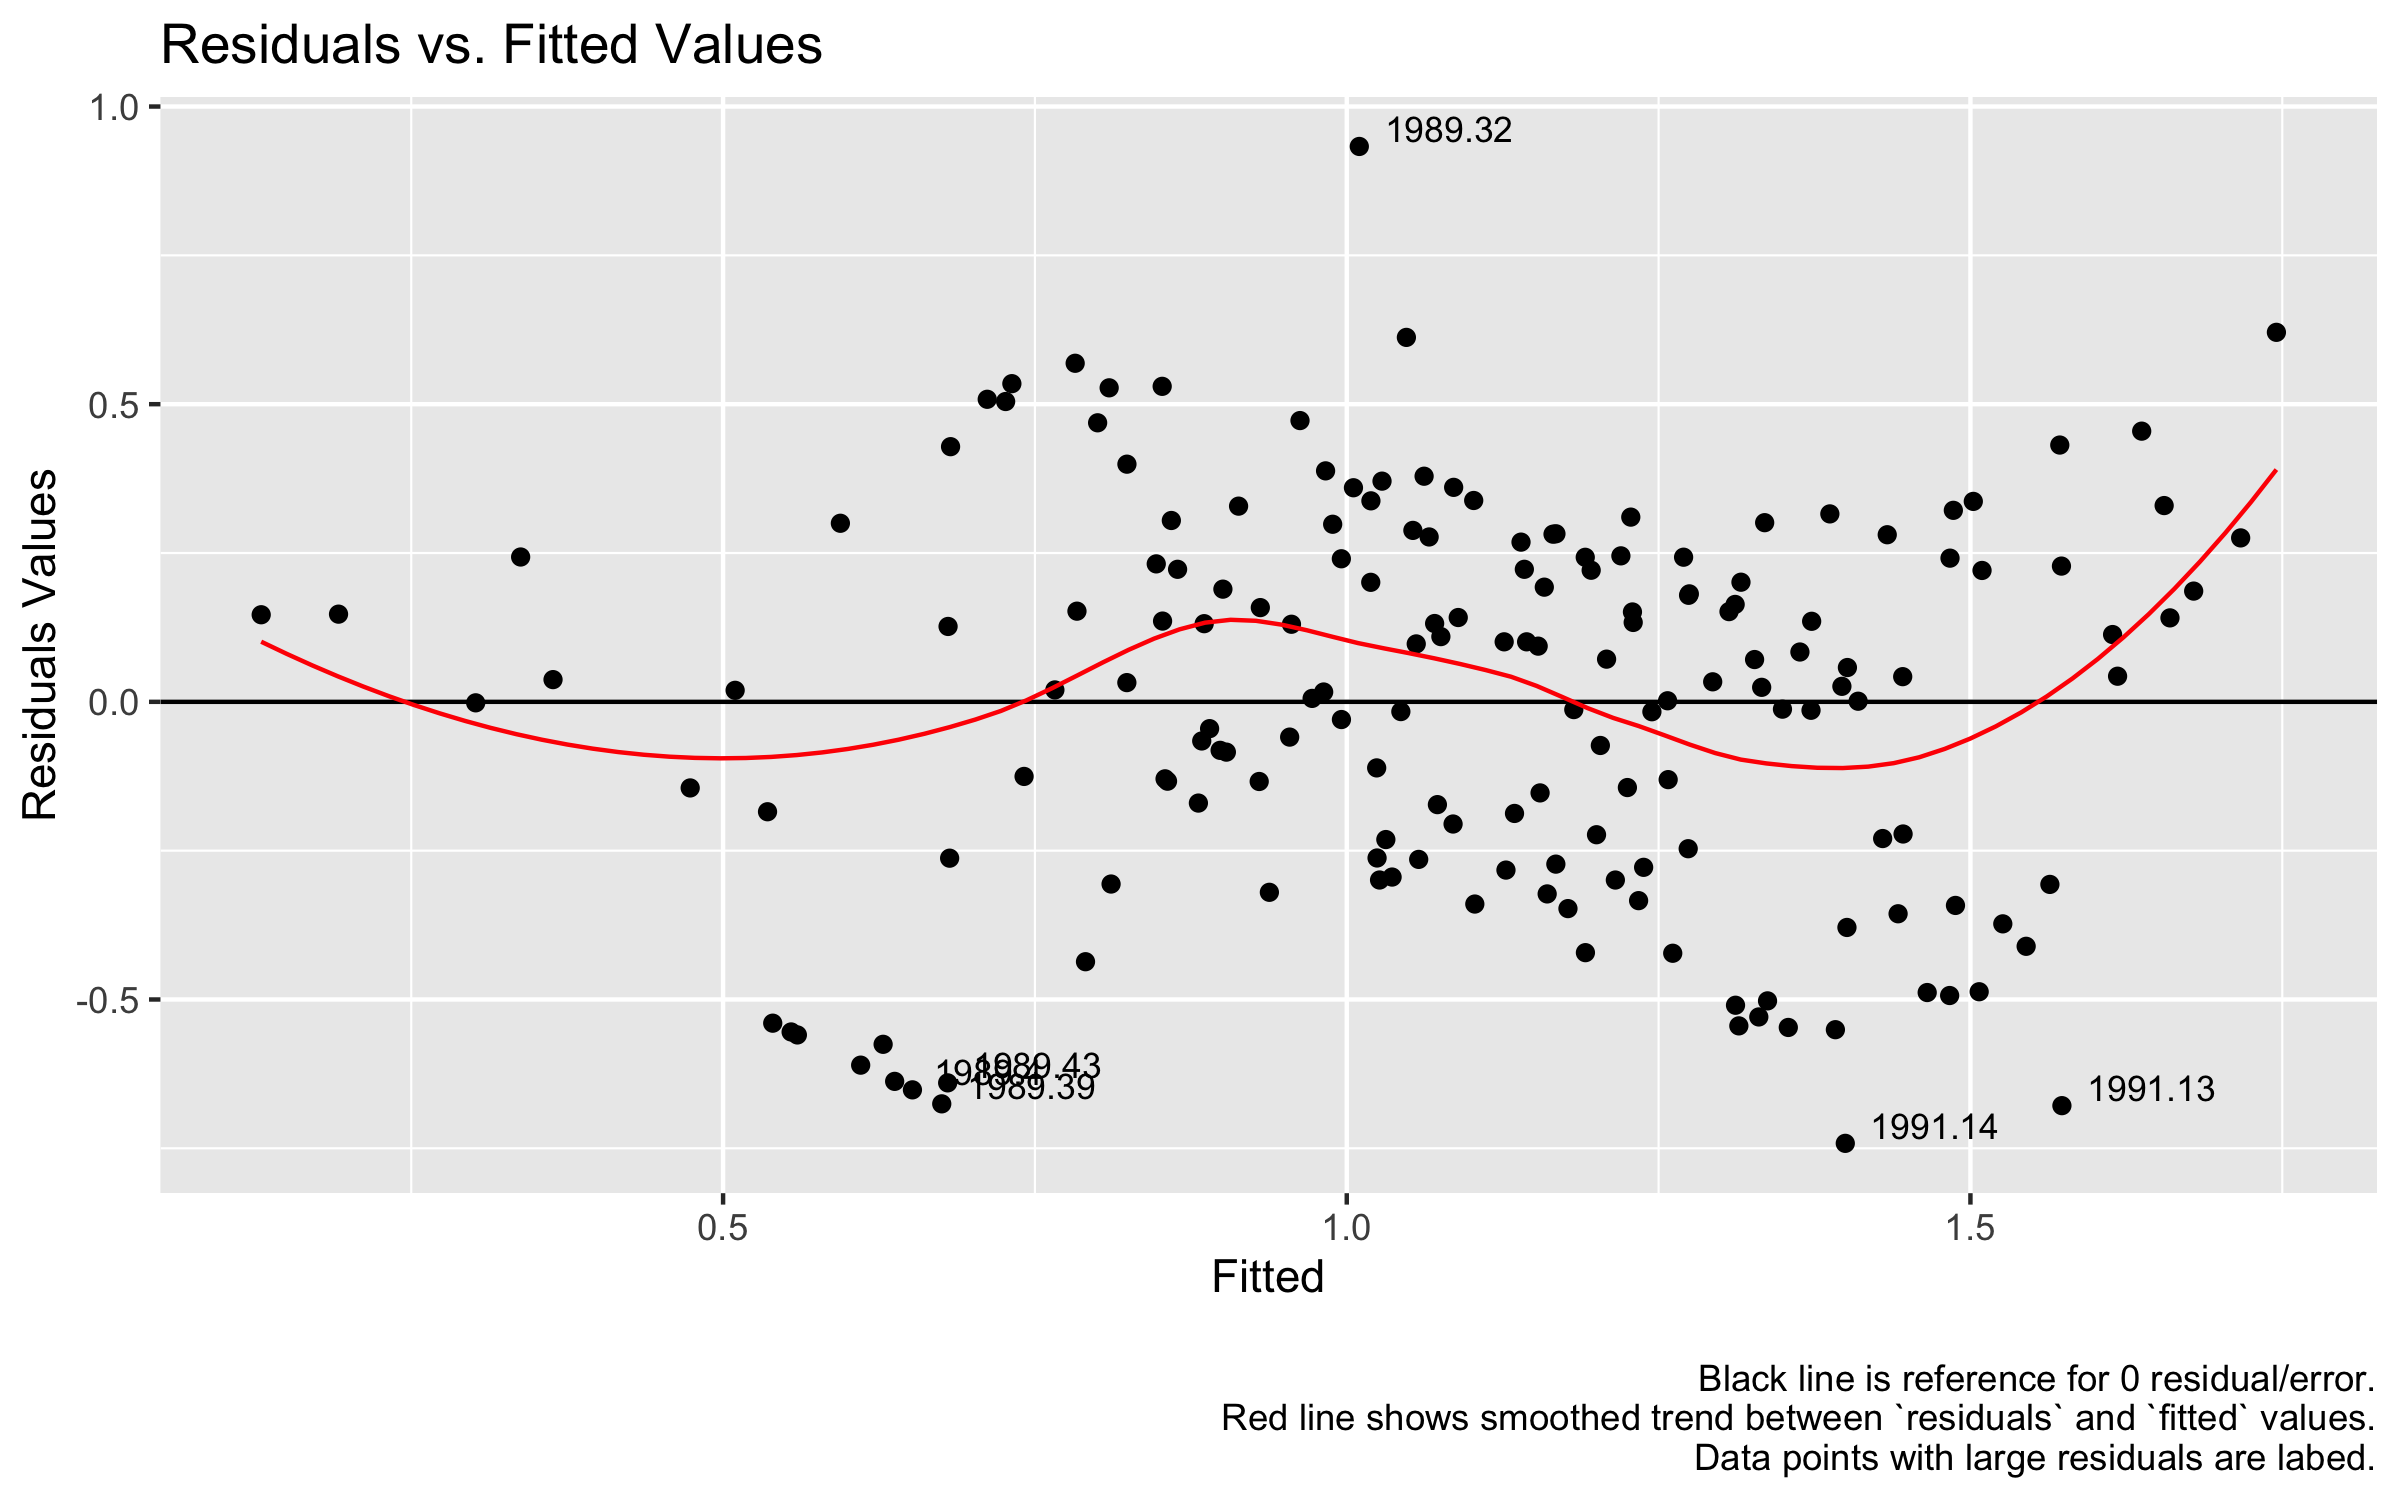 Residuals vs. Fitted Values
1.0
1989.32
0.5
Residuals Values
0.0
-0.5
1989.43
1989.39
1991.13
1991.14
0.5
1.0
1.5
Fitted
Black line is reference for 0 residual/error.
Red line shows smoothed trend between `residuals` and `fitted` values.
Data points with large residuals are labed.